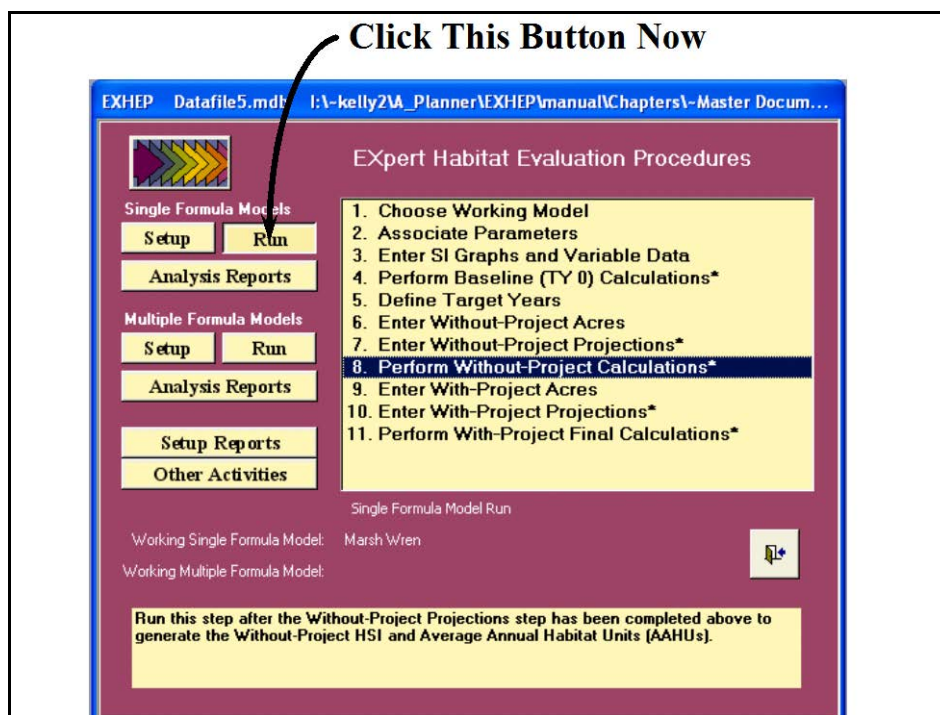 Click This Button Now
EXHEP Datafile5.mdb I:\~kelly2\A_Planner\EXHEP\manual\Chapters\~Master Docum...
EXpert Habitat Evaluation Procedures
Single Formula Models
Setup Run
Analysis Reports
Multiple Formula Models
Setup Run
Analysis Reports
Setup Reports
Other Activities
1. Choose Working Model
2. Associate Parameters
3. Enter SI Graphs and Variable Data
4. Perform Baseline (TY 0) Calculations*
5. Define Target Years
6. Enter Without-Project Acres
7. Enter Without-Project Projections*
8. Perform Without-Project Calculations*
9. Enter With-Project Acres
10. Enter With-Project Projections*
11. Perform With-Project Final Calculations*
Single Formula Model Run
Working Single Formula Model: Marsh Wren
Working Multiple Formula Model:
Run this step after the Without-Project Projections step has been completed above to
generate the Without-Project HSI and Average Annual Habitat Units (AAHUs).